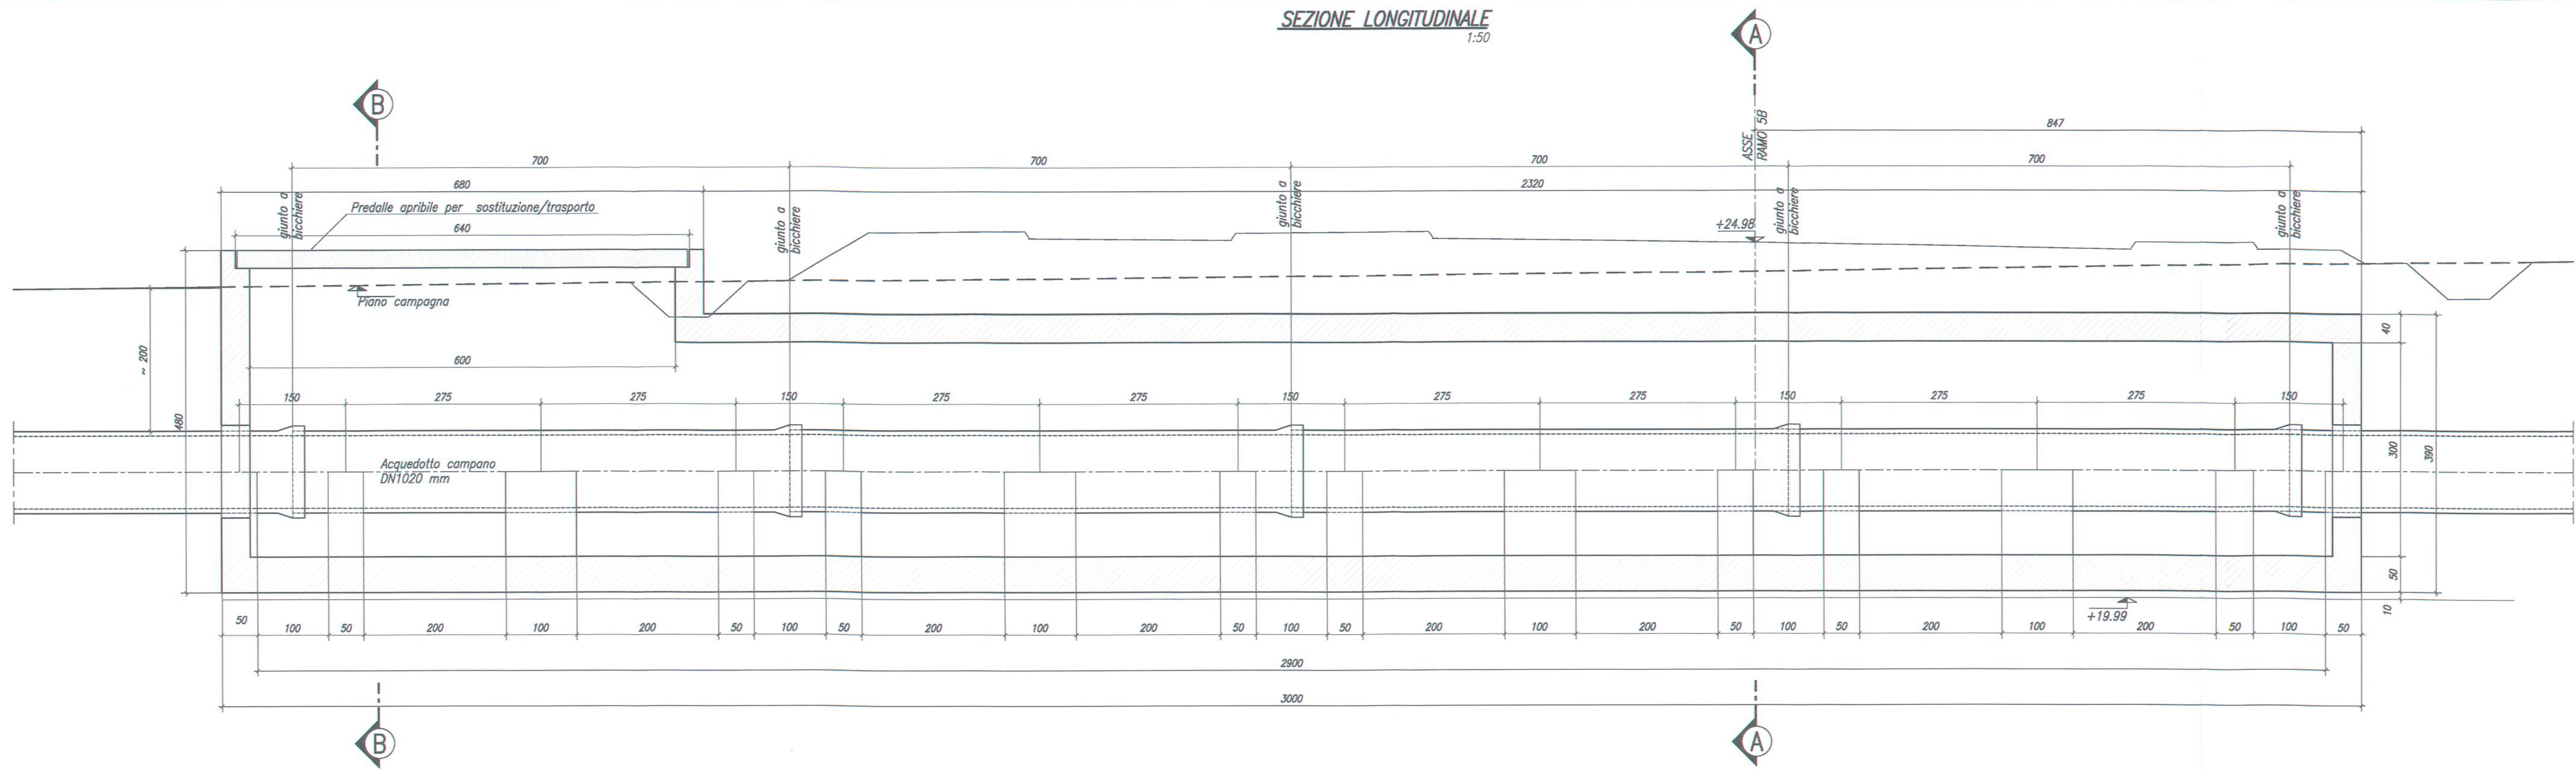 SEZIONE LONGITUDINALE
1:50
A
B
847
ASSE
RAMO 5B
700 700 700 700
680 2320
giunto a
bicchiere
Predalle apribile per sostituzione/trasporto
640
giunto a
bicchiere
giunto a
bicchiere
+24.98
giunto a
bicchiere
giunto a
bicchiere
Piano campagna
~ 200
480
600
40
300
390
50
10
150 275 275 150 275 275 150 275 275 150 275 275 150
Acquedotto campano
DN1020 mm
+19.99
50 100 50 200 100 200 50 100 50 200 100 200 50 100 50 200 100 200 50 100 50 200 100 200 50 100 50
2900
3000
B
A